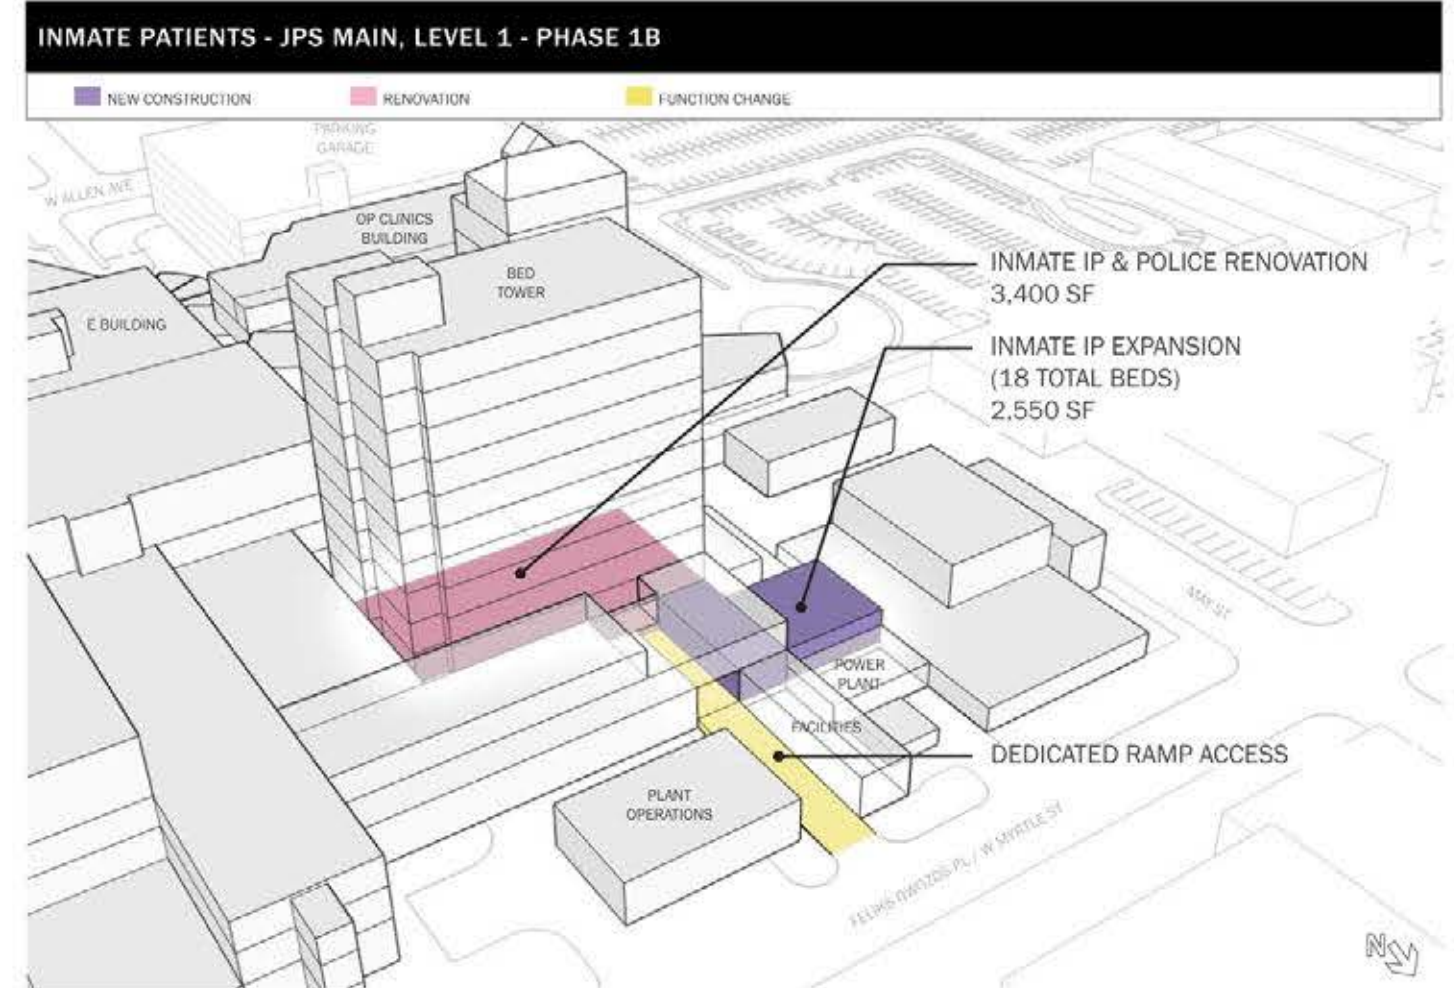 INMATE PATIENTS - JPS MAIN, LEVEL 1 - PHASE 1B
NEW CONSTRUCTION
RENOVATION
FUNCTION CHANGE
PARKING
GARAGE
W ALLEN AVE
OP CLINICS
BUILDING
BED
TOWER
E BUILDING
INMATE IP & POLICE RENOVATION
3,400 SF
INMATE IP EXPANSION
(18 TOTAL BEDS)
2,550 SF
MAY ST
POWER
PLANT
FACILITIES
DEDICATED RAMP ACCESS
PLANT
OPERATIONS
FELIKS GWOZDS PL / W MYRTLE ST
N